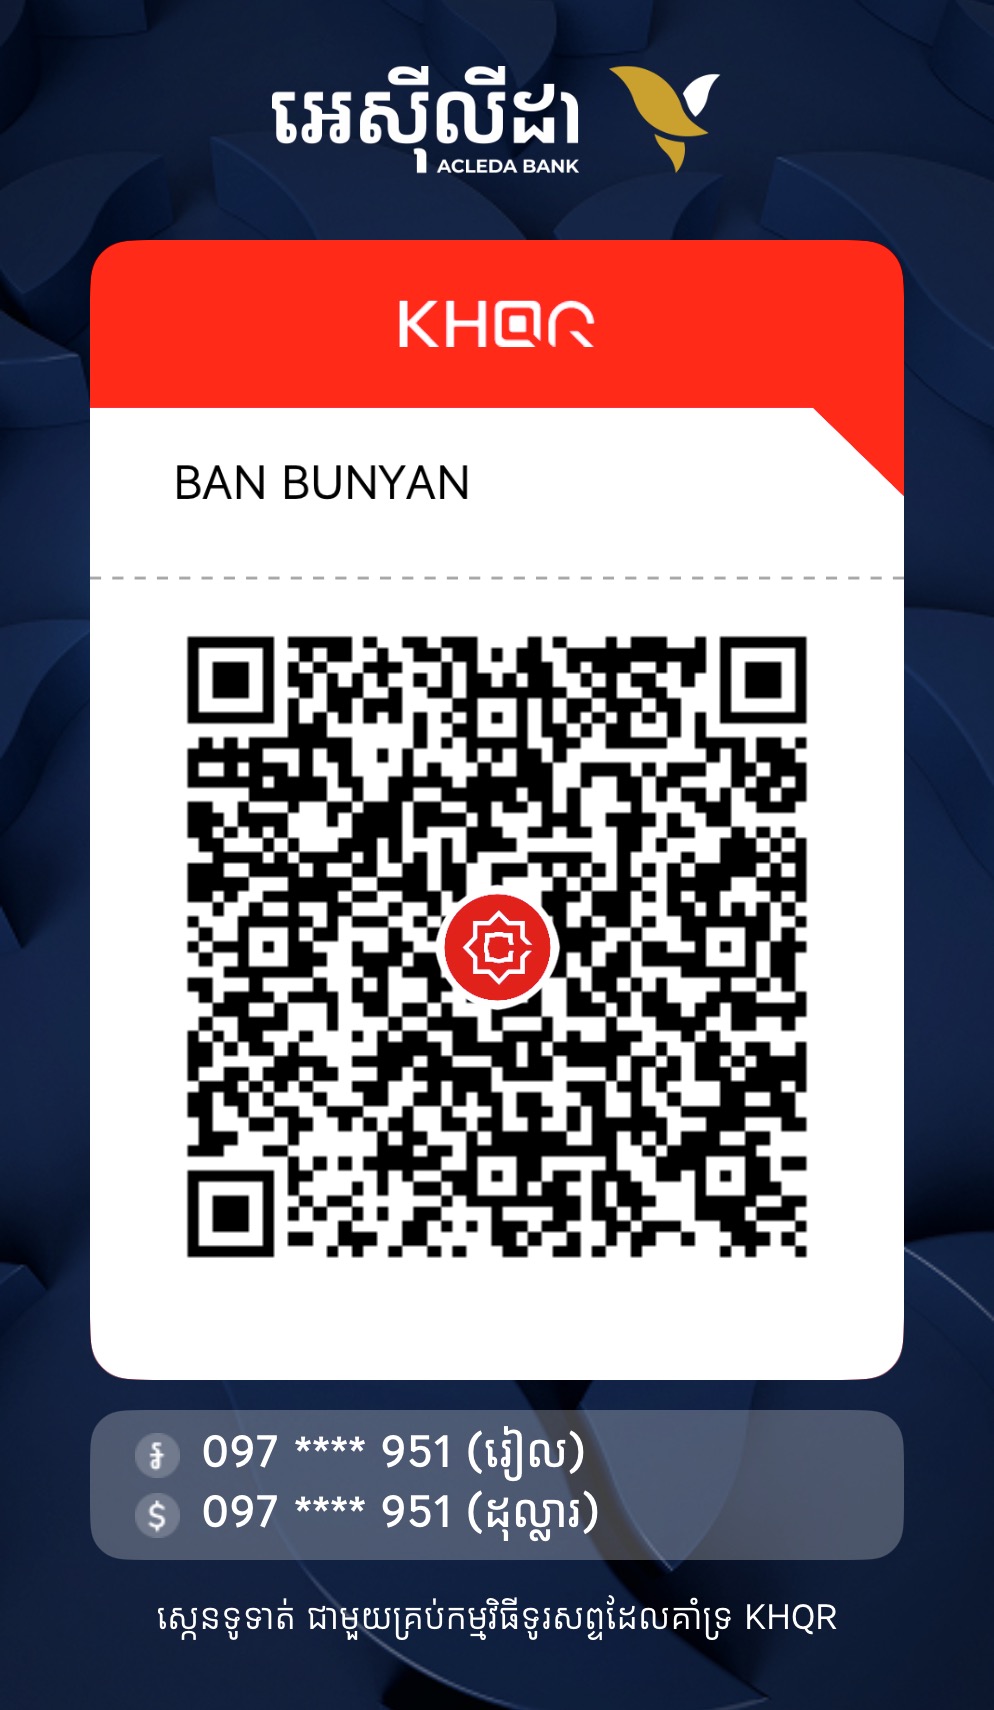 អេស៊ីលីដា
ACLEDA BANK
KHQR
BAN BUNYAN
097 **** 951 (រៀល)
$ 097 **** 951 (ដុល្លារ)
ស្កេនទូទាត់ ជាមួយគ្រប់កម្មវិធីទូរសព្ទដែលគាំទ្រ KHQR